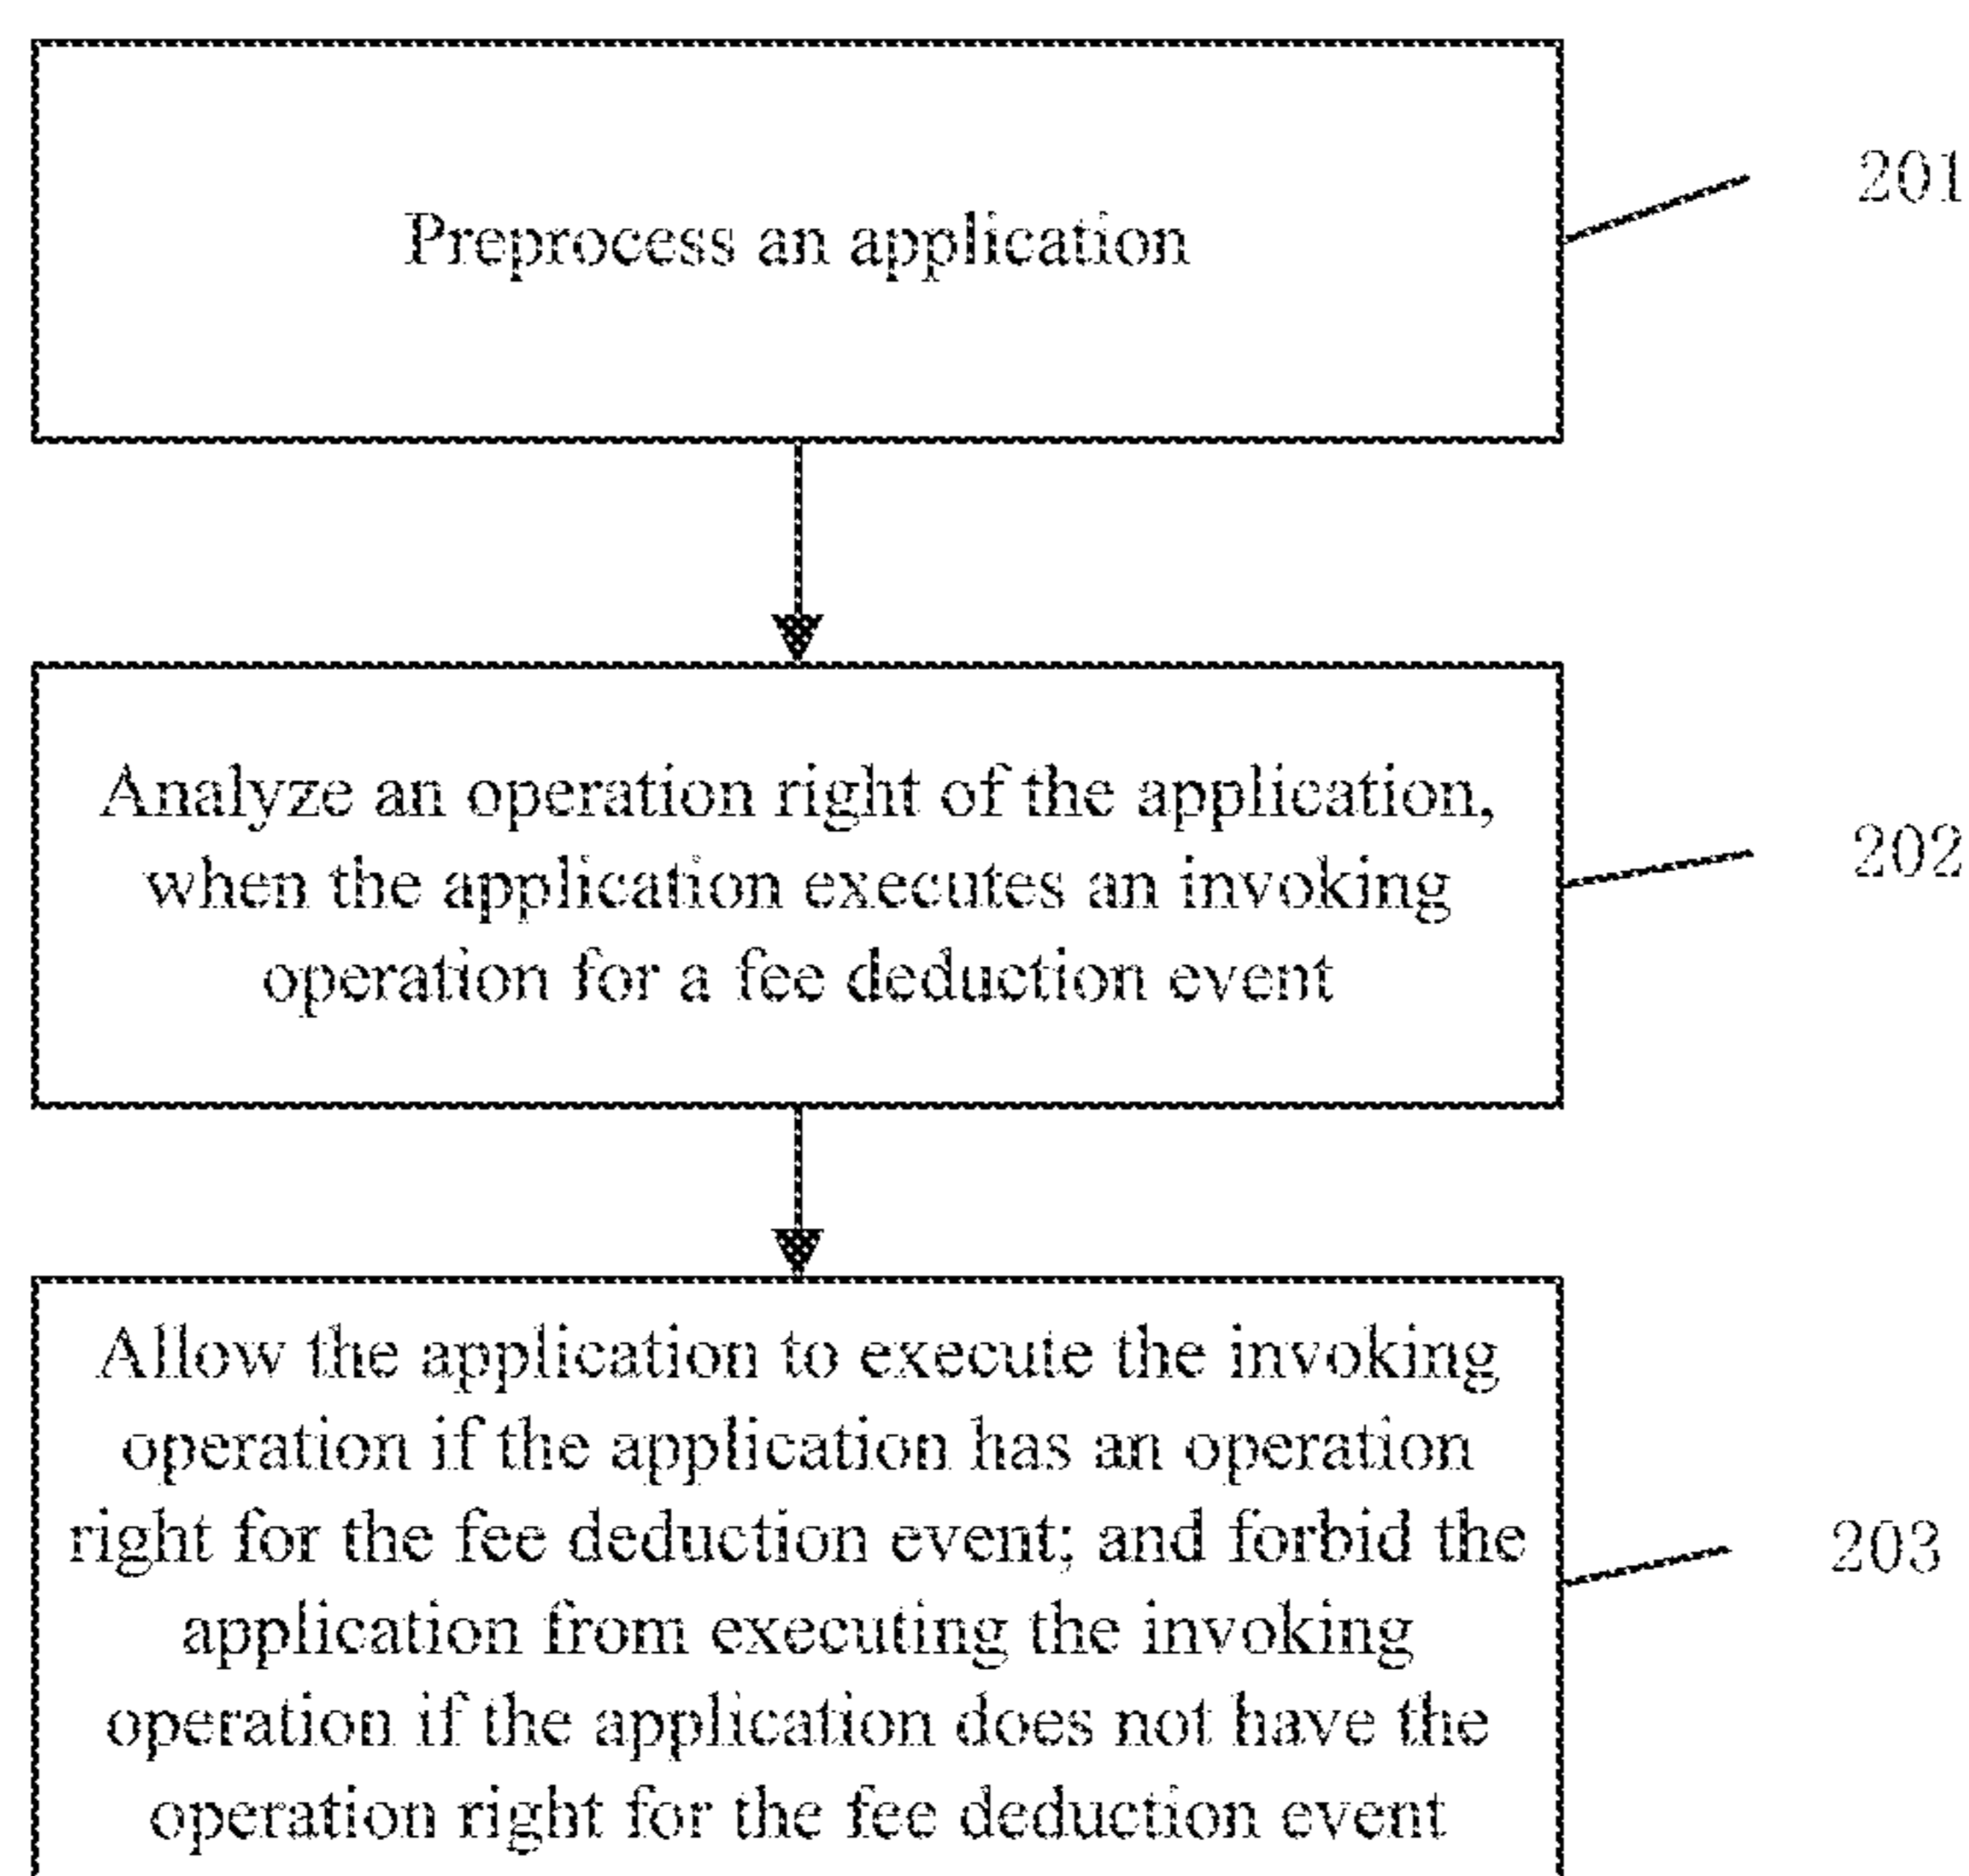 Preprocess an application
201
Analyze an operation right of the application,
when the application executes an invoking
operation for a fee deduction event
202
Allow the application to execute the invoking
operation if the application has an operation
right for the fee deduction event; and forbid the
application from executing the invoking
operation if the application does not have the
operation right for the fee deduction event
203